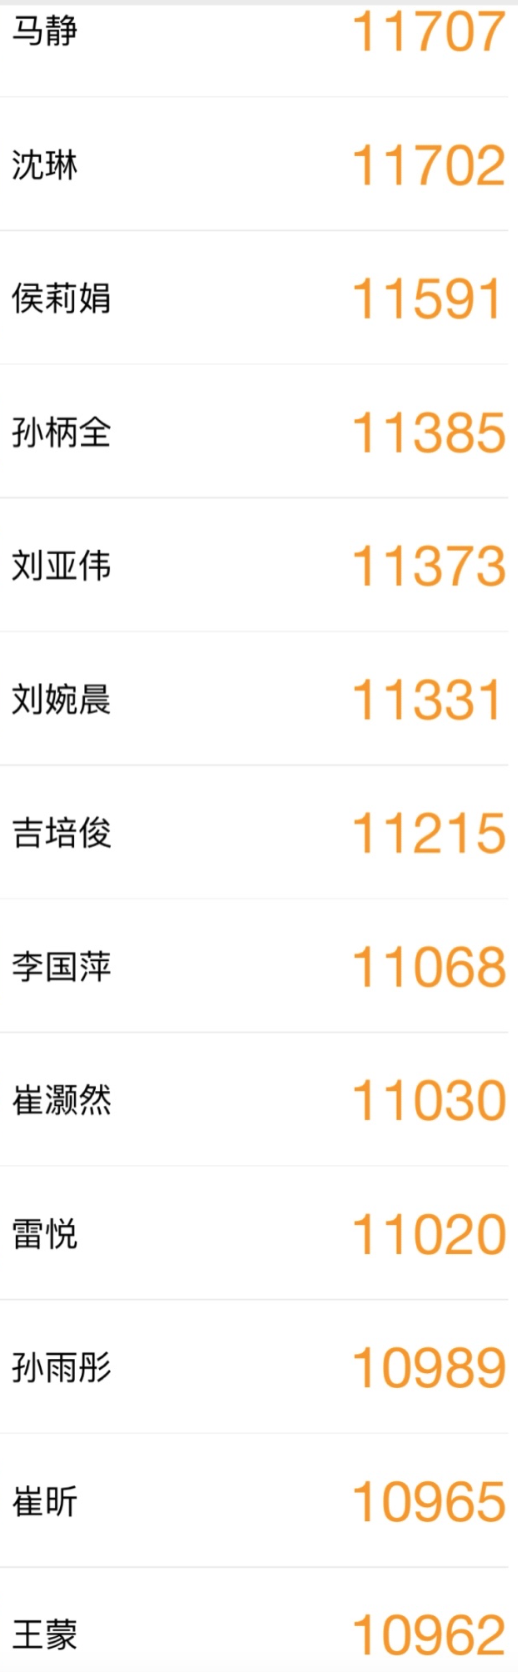 马静 11707
沈琳 11702
侯莉娟 11591
孙柄全 11385
刘亚伟 11373
刘婉晨 11331
吉培俊 11215
李国萍 11068
崔灏然 11030
雷悦 11020
孙雨彤 10989
崔昕 10965
王蒙 10962